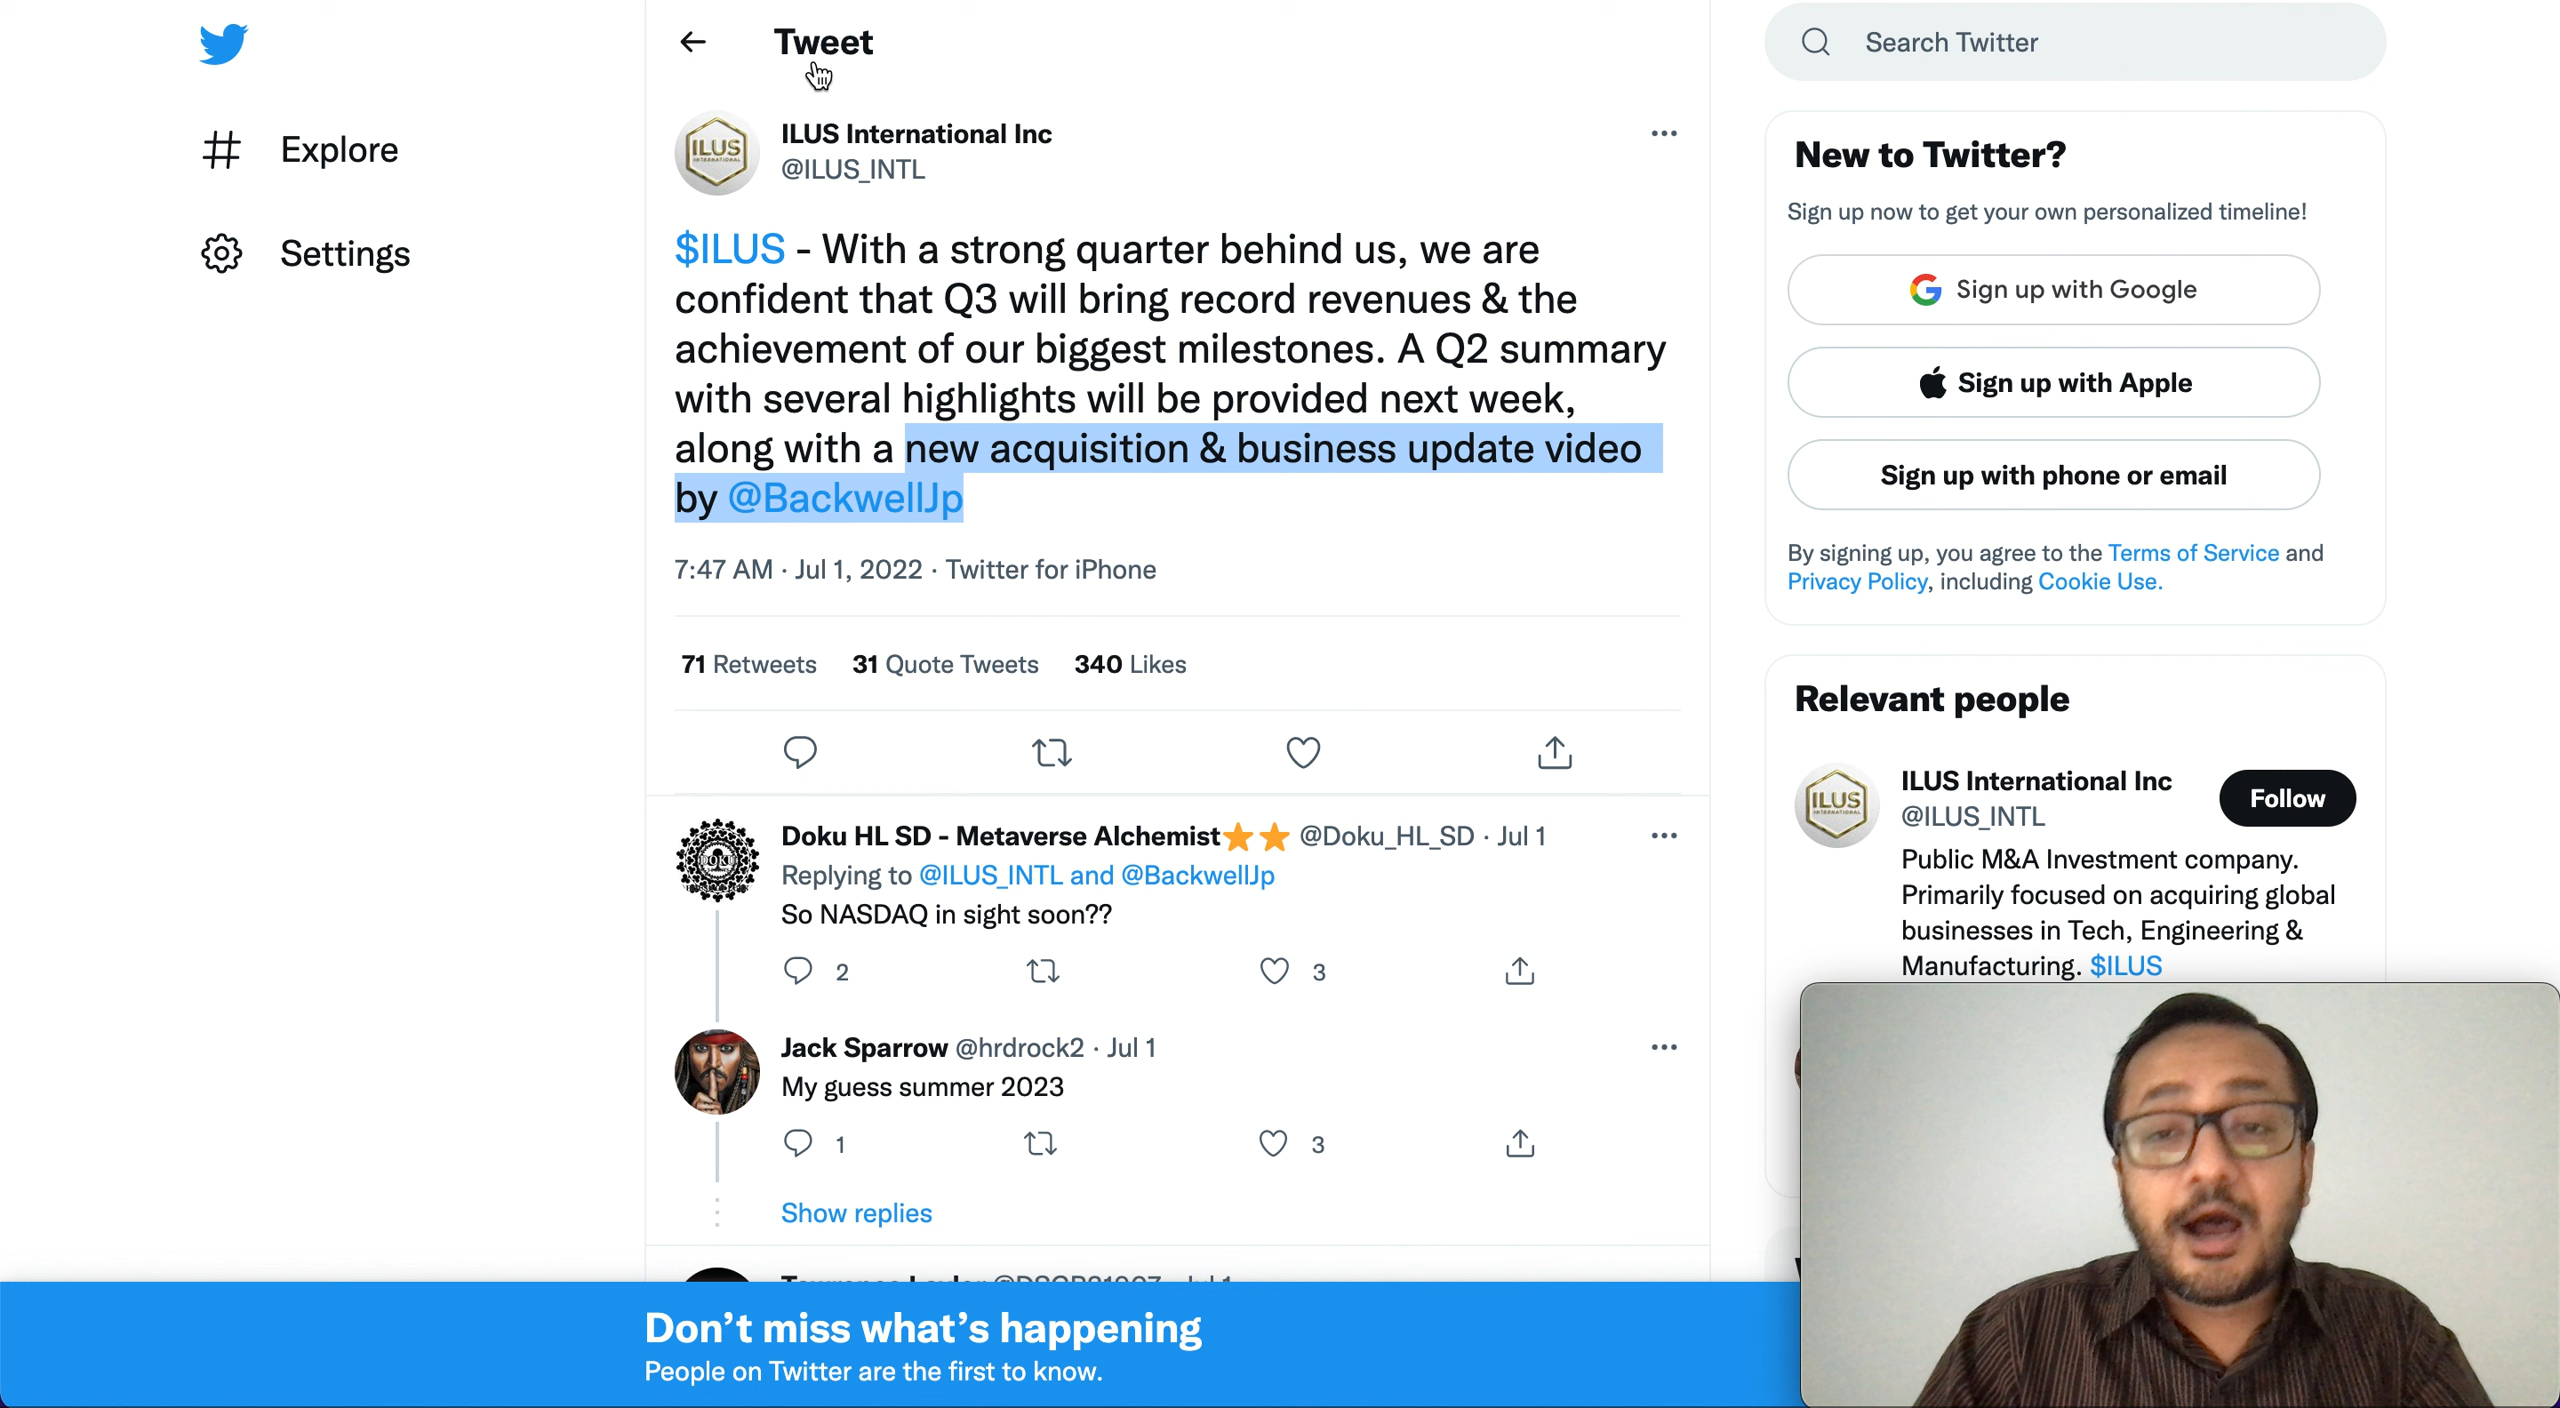 Tweet
Search Twitter
Explore
Settings
ILUS
INTERNATIONAL
ILUS International Inc
@ILUS_INTL
$ILUS - With a strong quarter behind us, we are
confident that Q3 will bring record revenues & the
achievement of our biggest milestones. A Q2 summary
with several highlights will be provided next week,
along with a new acquisition & business update video
by @BackwellJp
7:47 AM · Jul 1, 2022 · Twitter for iPhone
71 Retweets 31 Quote Tweets 340 Likes
DOKU
Doku HL SD - Metaverse Alchemist⭐⭐ @Doku_HL_SD · Jul 1
Replying to @ILUS_INTL and @BackwellJp
So NASDAQ in sight soon??
2
3
Jack Sparrow @hrdrock2 · Jul 1
My guess summer 2023
1
3
Show replies
New to Twitter?
Sign up now to get your own personalized timeline!
Sign up with Google
Sign up with Apple
Sign up with phone or email
By signing up, you agree to the Terms of Service and
Privacy Policy, including Cookie Use.
Relevant people
ILUS
INTERNATIONAL
ILUS International Inc
@ILUS_INTL
Follow
Public M&A Investment company.
Primarily focused on acquiring global
businesses in Tech, Engineering &
Manufacturing. $ILUS
Don’t miss what’s happening
People on Twitter are the first to know.